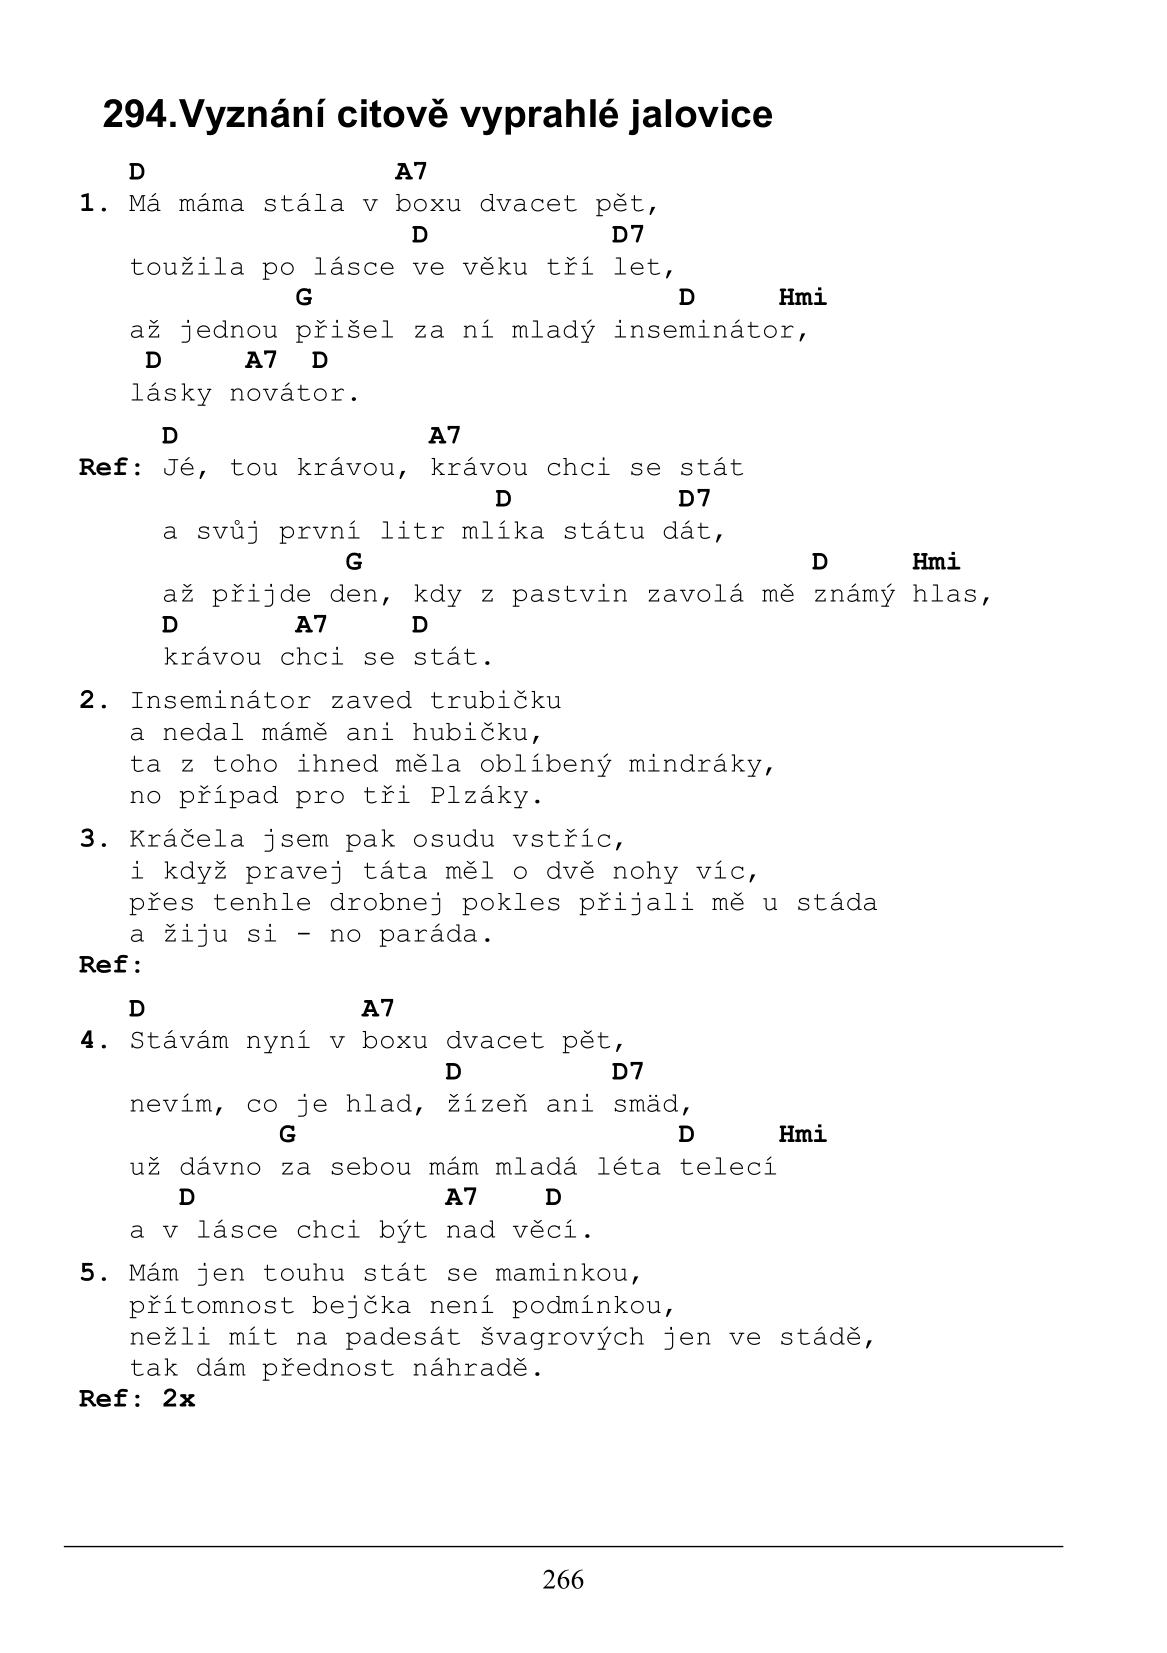 294.Vyznání citově vyprahlé jalovice
   D               A7
1. Má máma stála v boxu dvacet pět,
                    D           D7
   toužila po lásce ve věku tří let,
             G                      D     Hmi
   až jednou přišel za ní mladý inseminátor,
    D     A7  D
   lásky novátor.
     D               A7
Ref: Jé, tou krávou, krávou chci se stát
                         D          D7
     a svůj první litr mlíka státu dát,
                G                           D     Hmi
     až přijde den, kdy z pastvin zavolá mě známý hlas,
     D       A7     D
     krávou chci se stát.
2. Inseminátor zaved trubičku
   a nedal mámě ani hubičku,
   ta z toho ihned měla oblíbený mindráky,
   no případ pro tři Plzáky.
3. Kráčela jsem pak osudu vstříc,
   i když pravej táta měl o dvě nohy víc,
   přes tenhle drobnej pokles přijali mě u stáda
   a žiju si - no paráda.
Ref:
   D             A7
4. Stávám nyní v boxu dvacet pět,
                      D         D7
   nevím, co je hlad, žízeň ani smäd,
            G                       D     Hmi
   už dávno za sebou mám mladá léta telecí
      D               A7    D
   a v lásce chci být nad věcí.
5. Mám jen touhu stát se maminkou,
   přítomnost bejčka není podmínkou,
   nežli mít na padesát švagrových jen ve stádě,
   tak dám přednost náhradě.
Ref: 2x
266